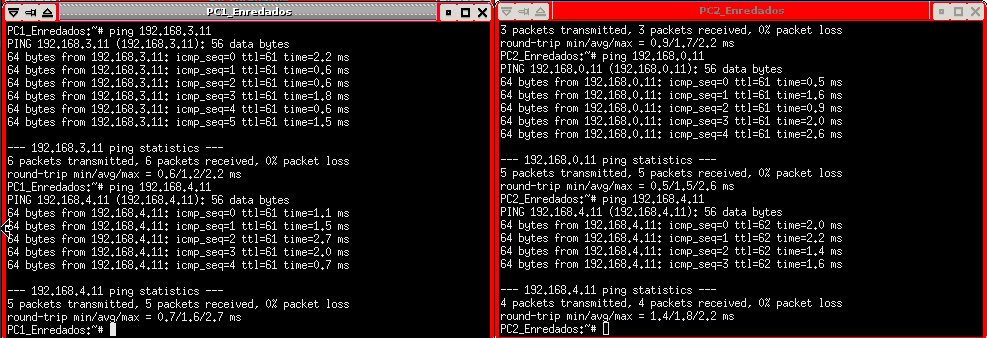 PC1_Enredados
PC1_Enredados:~# ping 192.168.3.11
PING 192.168.3.11 (192.168.3.11): 56 data bytes
64 bytes from 192.168.3.11: icmp_seq=0 ttl=61 time=2.2 ms
64 bytes from 192.168.3.11: icmp_seq=1 ttl=61 time=0.6 ms
64 bytes from 192.168.3.11: icmp_seq=2 ttl=61 time=0.6 ms
64 bytes from 192.168.3.11: icmp_seq=3 ttl=61 time=1.8 ms
64 bytes from 192.168.3.11: icmp_seq=4 ttl=61 time=0.6 ms
64 bytes from 192.168.3.11: icmp_seq=5 ttl=61 time=1.5 ms
--- 192.168.3.11 ping statistics ---
6 packets transmitted, 6 packets received, 0% packet loss
round-trip min/avg/max = 0.6/1.2/2.2 ms
PC1_Enredados:~# ping 192.168.4.11
PING 192.168.4.11 (192.168.4.11): 56 data bytes
64 bytes from 192.168.4.11: icmp_seq=0 ttl=61 time=1.1 ms
64 bytes from 192.168.4.11: icmp_seq=1 ttl=61 time=1.5 ms
64 bytes from 192.168.4.11: icmp_seq=2 ttl=61 time=2.7 ms
64 bytes from 192.168.4.11: icmp_seq=3 ttl=61 time=2.0 ms
64 bytes from 192.168.4.11: icmp_seq=4 ttl=61 time=0.7 ms
--- 192.168.4.11 ping statistics ---
5 packets transmitted, 5 packets received, 0% packet loss
round-trip min/avg/max = 0.7/1.6/2.7 ms
PC1_Enredados:~#
PC2_Enredados
3 packets transmitted, 3 packets received, 0% packet loss
round-trip min/avg/max = 0.9/1.7/2.2 ms
PC2_Enredados:~# ping 192.168.0.11
PING 192.168.0.11 (192.168.0.11): 56 data bytes
64 bytes from 192.168.0.11: icmp_seq=0 ttl=61 time=0.5 ms
64 bytes from 192.168.0.11: icmp_seq=1 ttl=61 time=1.6 ms
64 bytes from 192.168.0.11: icmp_seq=2 ttl=61 time=0.9 ms
64 bytes from 192.168.0.11: icmp_seq=3 ttl=61 time=2.0 ms
64 bytes from 192.168.0.11: icmp_seq=4 ttl=61 time=2.6 ms
--- 192.168.0.11 ping statistics ---
5 packets transmitted, 5 packets received, 0% packet loss
round-trip min/avg/max = 0.5/1.5/2.6 ms
PC2_Enredados:~# ping 192.168.4.11
PING 192.168.4.11 (192.168.4.11): 56 data bytes
64 bytes from 192.168.4.11: icmp_seq=0 ttl=62 time=2.0 ms
64 bytes from 192.168.4.11: icmp_seq=1 ttl=62 time=2.2 ms
64 bytes from 192.168.4.11: icmp_seq=2 ttl=62 time=1.4 ms
64 bytes from 192.168.4.11: icmp_seq=3 ttl=62 time=1.6 ms
--- 192.168.4.11 ping statistics ---
4 packets transmitted, 4 packets received, 0% packet loss
round-trip min/avg/max = 1.4/1.8/2.2 ms
PC2_Enredados:~#